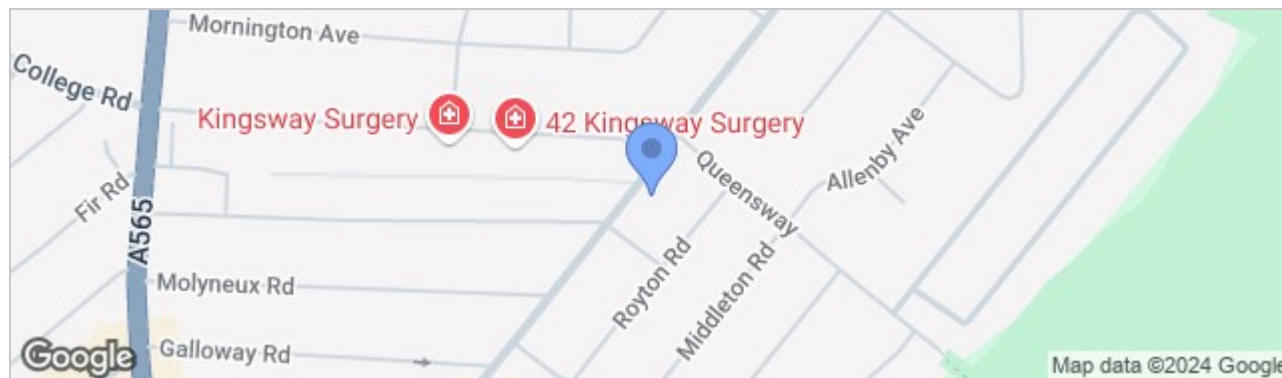 Mornington Ave
College Rd
Kingsway Surgery
42 Kingsway Surgery
Queensway
Allenby Ave
Fir Rd
A565
Molyneux Rd
Royton Rd
Middleton Rd
Galloway Rd
Google
Map data ©2024 Google